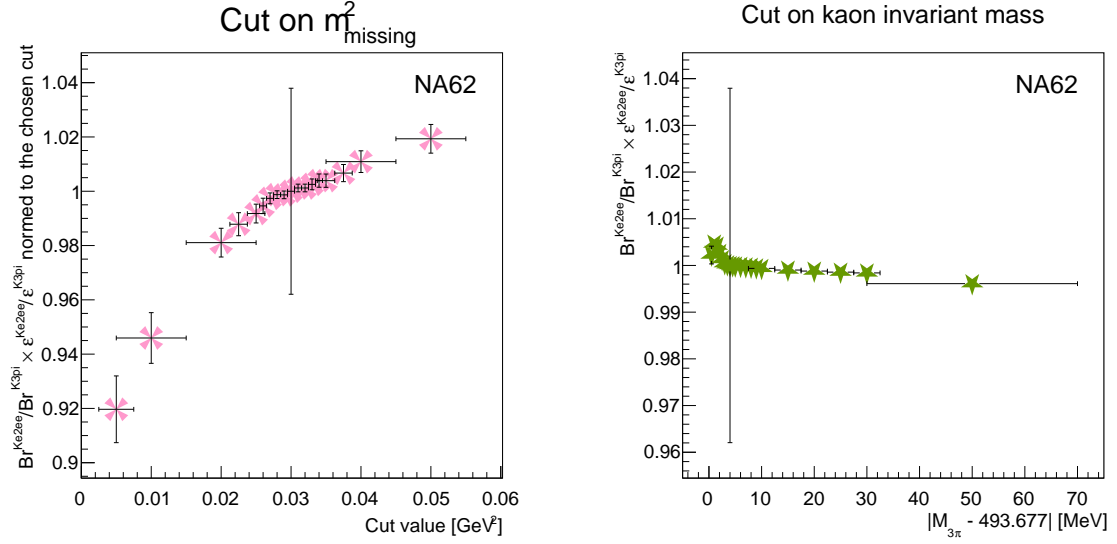 Cut on m²missing
NA62
Br^Ke2ee/Br^K3pi × ε^Ke2ee/ε^K3pi normed to the chosen cut
1.04
1.02
1
0.98
0.96
0.94
0.92
0.9
0 0.01 0.02 0.03 0.04 0.05 0.06
Cut value [GeV²]
Cut on kaon invariant mass
NA62
Br^Ke2ee/Br^K3pi × ε^Ke2ee/ε^K3pi
1.04
1.03
1.02
1.01
1
0.99
0.98
0.97
0.96
0 10 20 30 40 50 60 70
|M3π - 493.677| [MeV]